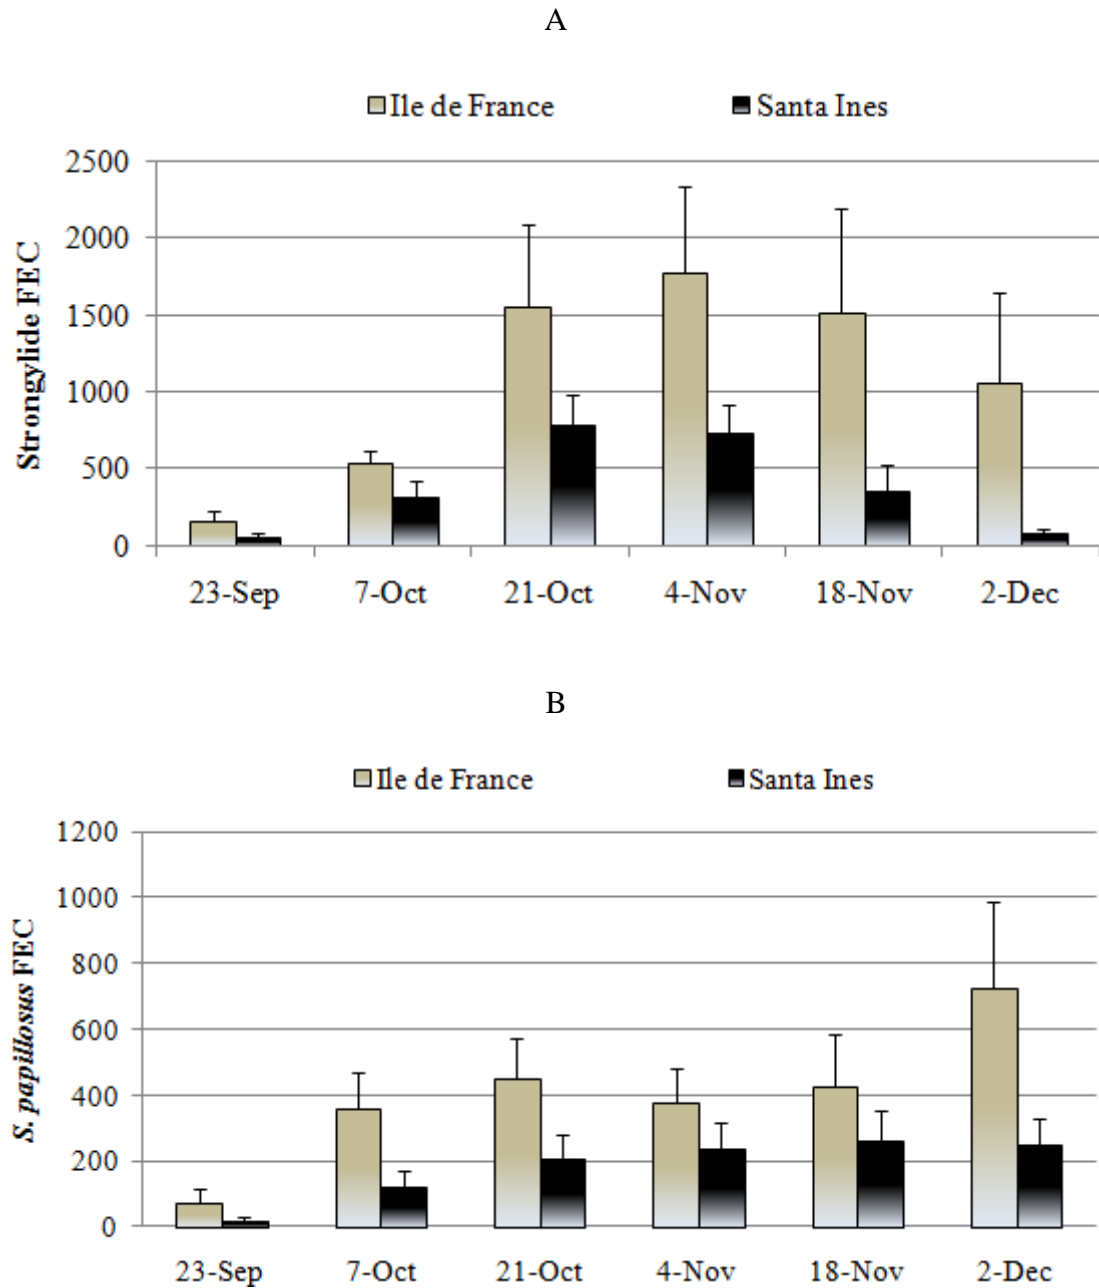 A
Ile de France Santa Ines
Strongylide FEC
2500
2000
1500
1000
500
0
23-Sep 7-Oct 21-Oct 4-Nov 18-Nov 2-Dec
B
Ile de France Santa Ines
S. papillosus FEC
1200
1000
800
600
400
200
0
23-Sep 7-Oct 21-Oct 4-Nov 18-Nov 2-Dec